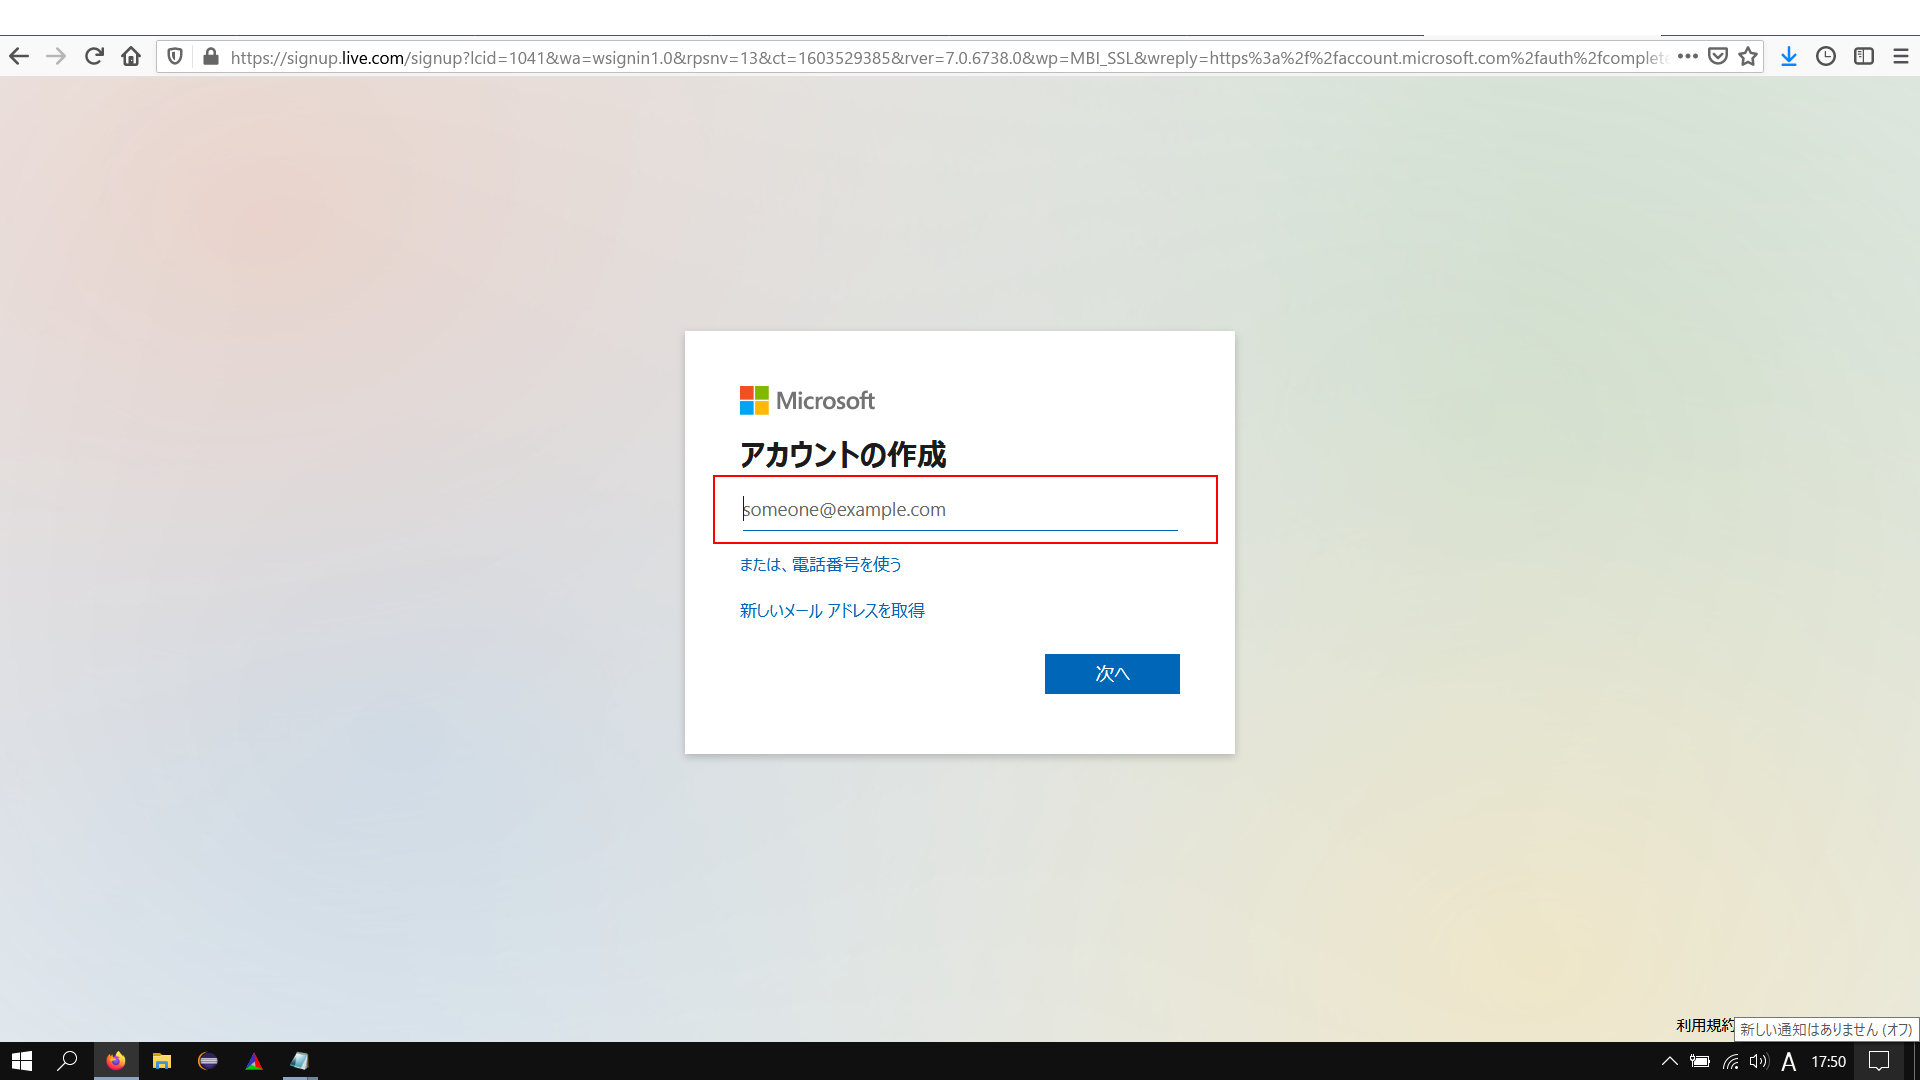 https://signup.live.com/signup?lcid=1041&wa=wsignin1.0&rpsnv=13&ct=1603529385&rver=7.0.6738.0&wp=MBI_SSL&wreply=https%3a%2f%2faccount.microsoft.com%2fauth%2fcomplete
Microsoft
アカウントの作成
someone@example.com
または、電話番号を使う
新しいメール アドレスを取得
次へ
利用規約
新しい通知はありません (オフ)
A 17:50